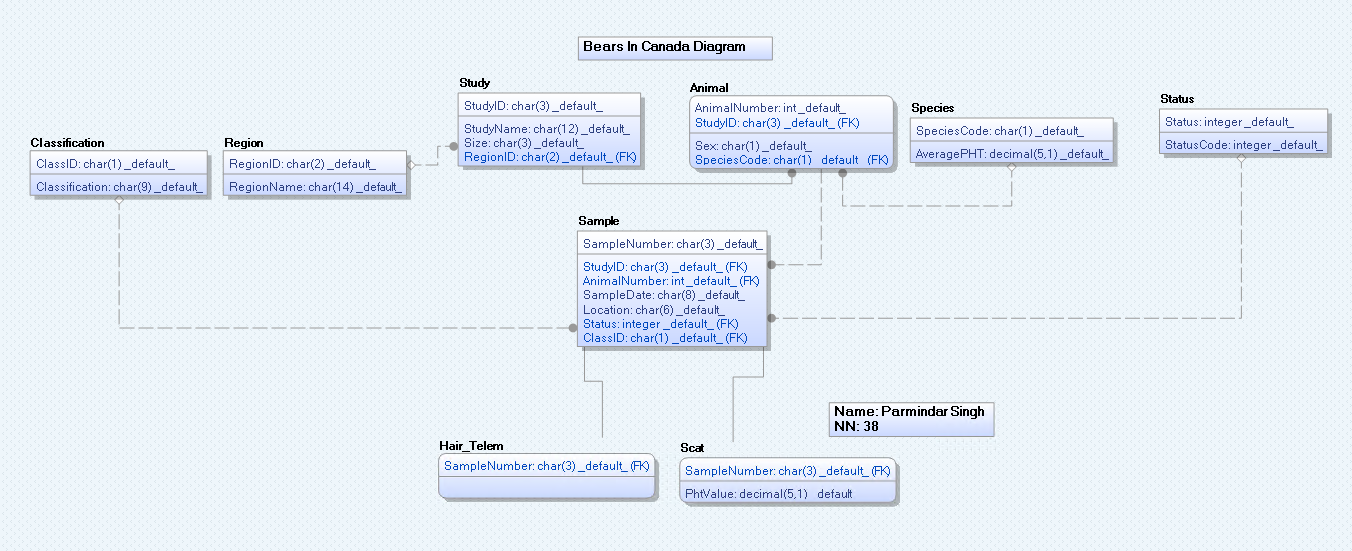 Bears In Canada Diagram
Study
StudyID: char(3) _default_
StudyName: char(12) _default_
Size: char(3) _default_
RegionID: char(2) _default_ (FK)
Animal
AnimalNumber: int _default_
StudyID: char(3) _default_ (FK)
Sex: char(1) _default_
SpeciesCode: char(1) _default_ (FK)
Species
SpeciesCode: char(1) _default_
AveragePHT: decimal(5,1) _default_
Status
Status: integer _default_
StatusCode: integer _default_
Classification
ClassID: char(1) _default_
Classification: char(9) _default_
Region
RegionID: char(2) _default_
RegionName: char(14) _default_
Sample
SampleNumber: char(3) _default_
StudyID: char(3) _default_ (FK)
AnimalNumber: int _default_ (FK)
SampleDate: char(8) _default_
Location: char(6) _default_
Status: integer _default_ (FK)
ClassID: char(1) _default_ (FK)
Name: Parmindar Singh
NN: 38
Hair_Telem
SampleNumber: char(3) _default_ (FK)
Scat
SampleNumber: char(3) _default_ (FK)
PhtValue: decimal(5,1) _default_